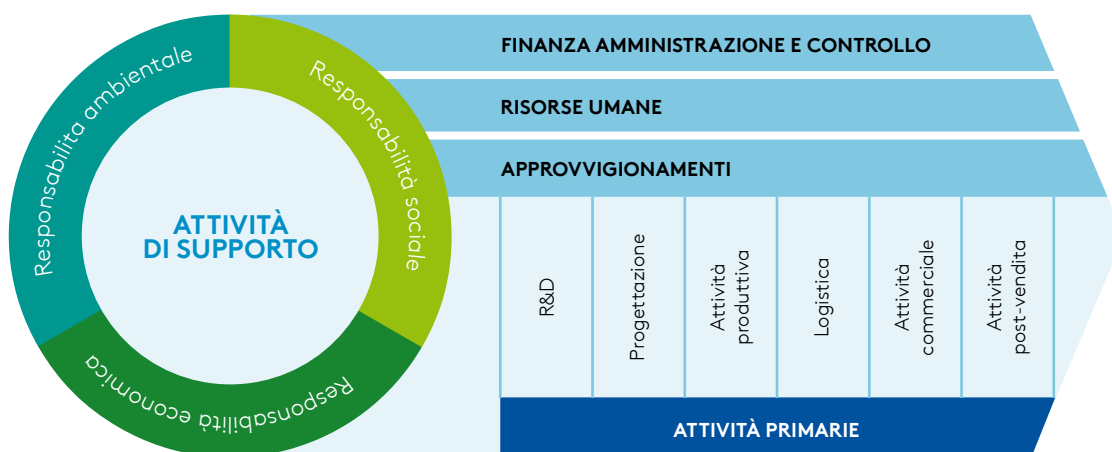 Responsabilita ambientale
Responsabilità sociale
Responsabilità economica
ATTIVITÀ
DI SUPPORTO
FINANZA AMMINISTRAZIONE E CONTROLLO
RISORSE UMANE
APPROVVIGIONAMENTI
R&D
Progettazione
Attività
produttiva
Logistica
Attività
commerciale
Attività
post-vendita
ATTIVITÀ PRIMARIE